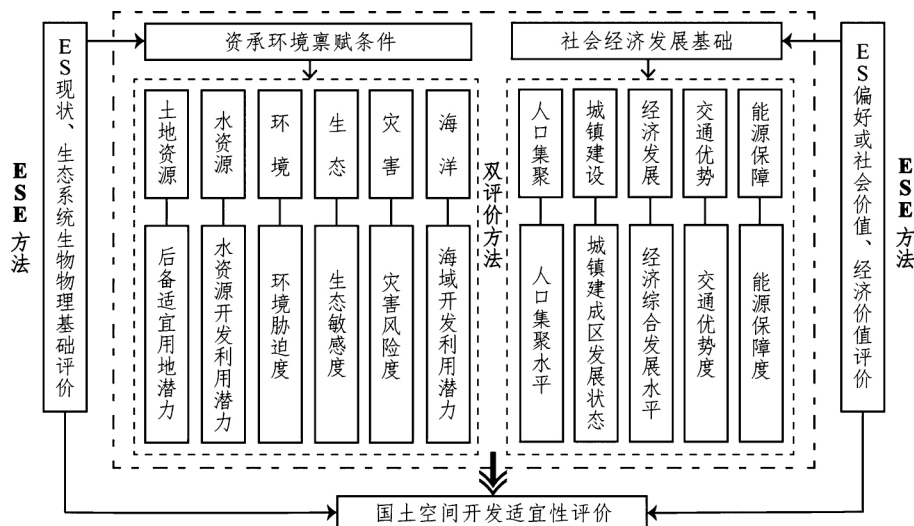 资承环境禀赋条件
社会经济发展基础
ESE方法
ES现状、生态系统生物物理基础评价
土地资源
水资源
环境
生态
灾害
海洋
后备适宜用地潜力
水资源开发利用潜力
环境胁迫度
生态敏感度
灾害风险度
海域开发利用潜力
双评价方法
人口集聚
城镇建设
经济发展
交通优势
能源保障
人口集聚水平
城镇建成区发展状态
经济综合发展水平
交通优势度
能源保障度
ES偏好或社会价值、经济价值评价
ESE方法
国土空间开发适宜性评价